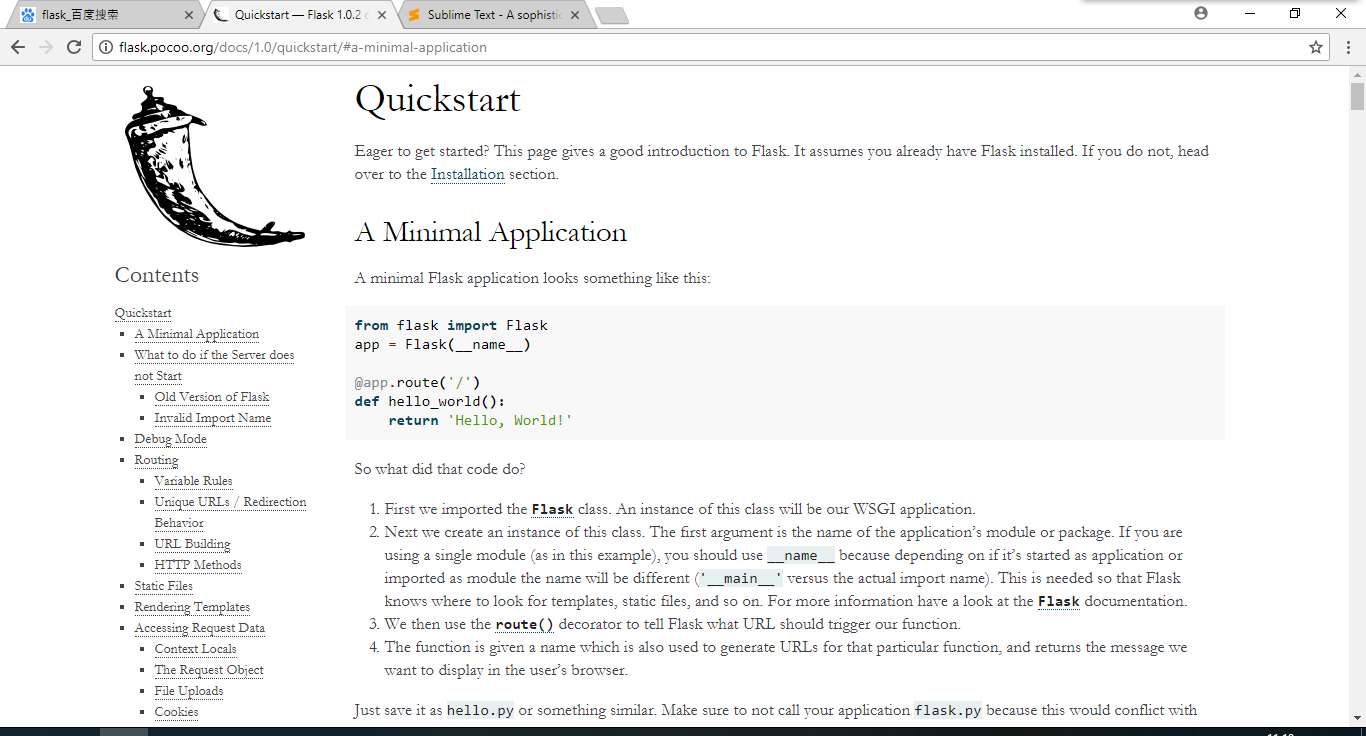 flask_百度搜索
Quickstart — Flask 1.0.2 
Sublime Text - A sophistic
flask.pocoo.org/docs/1.0/quickstart/#a-minimal-application
Contents
Quickstart
A Minimal Application
What to do if the Server does
not Start
Old Version of Flask
Invalid Import Name
Debug Mode
Routing
Variable Rules
Unique URLs / Redirection
Behavior
URL Building
HTTP Methods
Static Files
Rendering Templates
Accessing Request Data
Context Locals
The Request Object
File Uploads
Cookies
Quickstart
Eager to get started? This page gives a good introduction to Flask. It assumes you already have Flask installed. If you do not, head
over to the Installation section.
A Minimal Application
A minimal Flask application looks something like this:
from flask import Flask
app = Flask(__name__)
@app.route('/')
def hello_world():
    return 'Hello, World!'
So what did that code do?
1. First we imported the Flask class. An instance of this class will be our WSGI application.
2. Next we create an instance of this class. The first argument is the name of the application’s module or package. If you are
using a single module (as in this example), you should use __name__ because depending on if it’s started as application or
imported as module the name will be different ('__main__' versus the actual import name). This is needed so that Flask
knows where to look for templates, static files, and so on. For more information have a look at the Flask documentation.
3. We then use the route() decorator to tell Flask what URL should trigger our function.
4. The function is given a name which is also used to generate URLs for that particular function, and returns the message we
want to display in the user’s browser.
Just save it as hello.py or something similar. Make sure to not call your application flask.py because this would conflict with